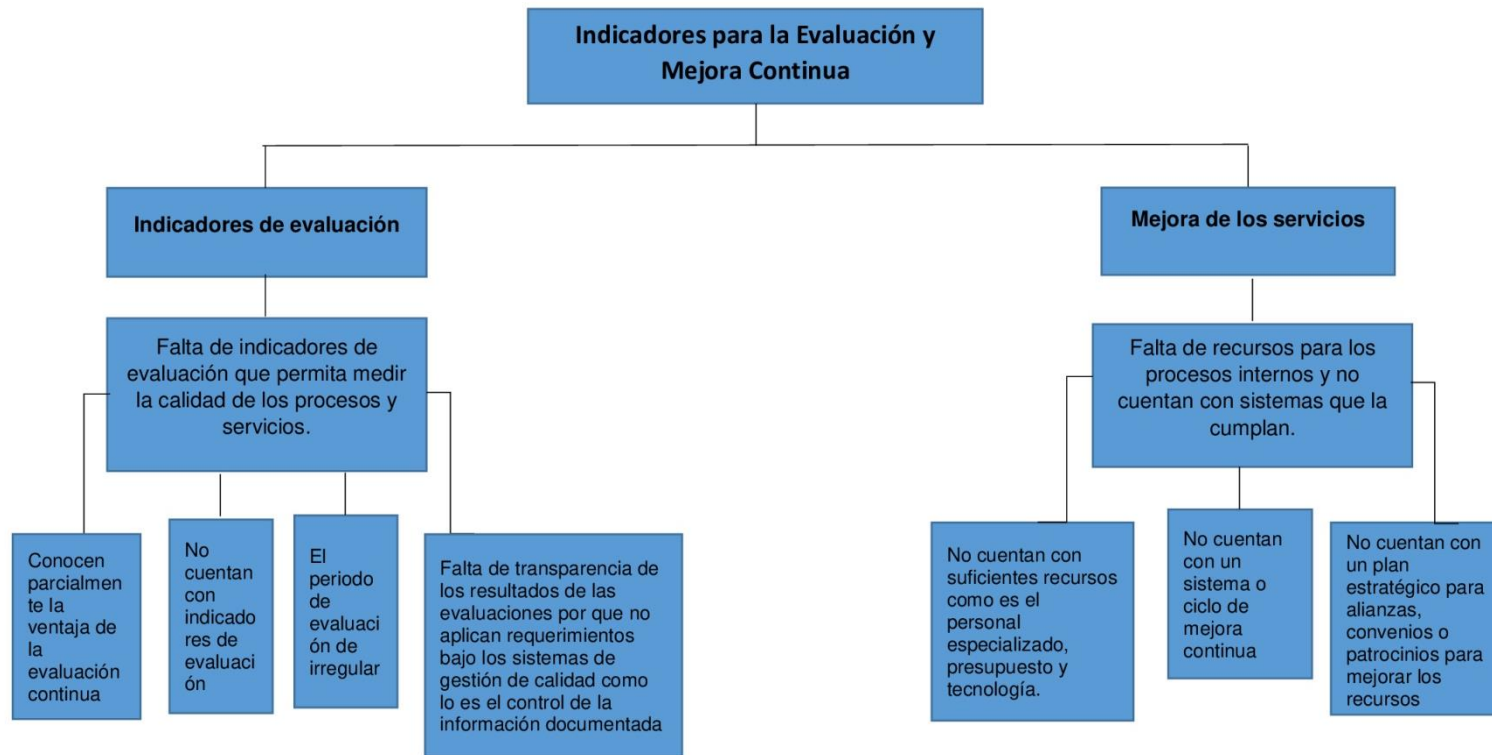 Indicadores para la Evaluación y
Mejora Continua
Indicadores de evaluación
Mejora de los servicios
Falta de indicadores de
evaluación que permita medir
la calidad de los procesos y
servicios.
Falta de recursos para los
procesos internos y no
cuentan con sistemas que la
cumplan.
Conocen
parcialmen
te la
ventaja de
la
evaluación
continua
No
cuentan
con
indicado
res de
evaluaci
ón
El
periodo
de
evaluaci
ón de
irregular
Falta de transparencia de
los resultados de las
evaluaciones por que no
aplican requerimientos
bajo los sistemas de
gestión de calidad como
lo es el control de la
información documentada
No cuentan con
suficientes recursos
como es el
personal
especializado,
presupuesto y
tecnología.
No cuentan
con un
sistema o
ciclo de
mejora
continua
No cuentan con
un plan
estratégico para
alianzas,
convenios o
patrocinios para
mejorar los
recursos